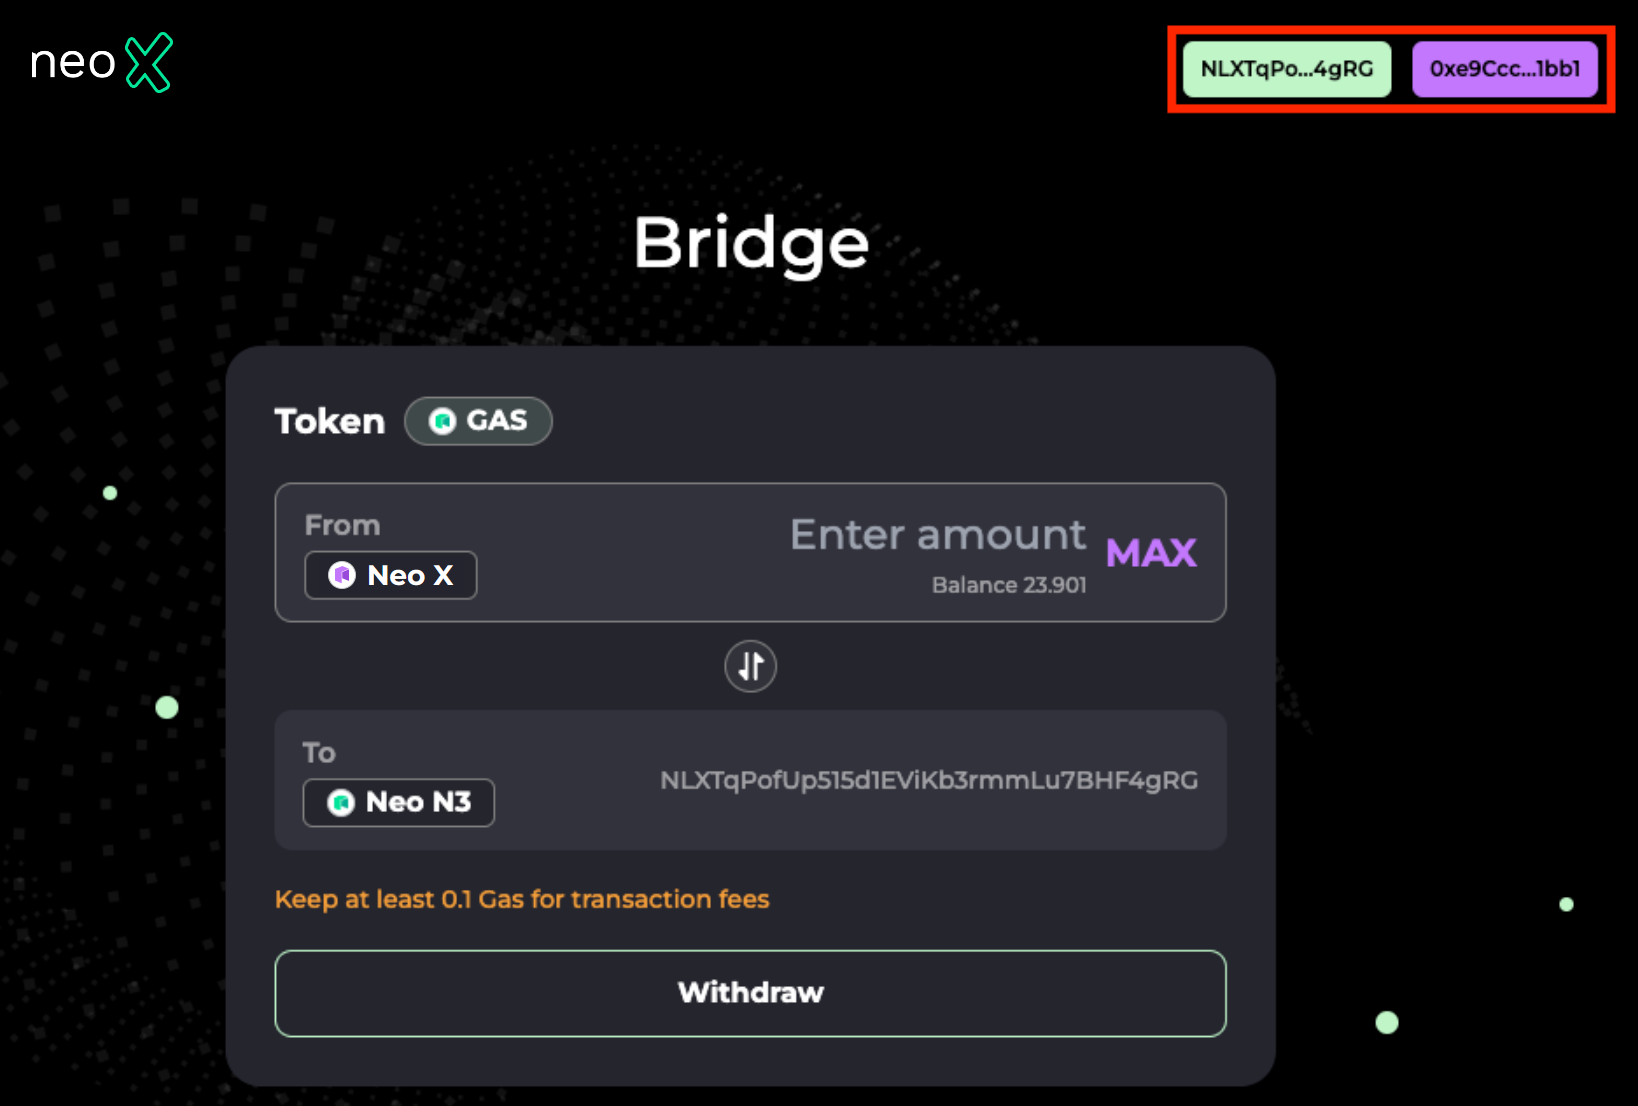 neo X
NLXTqPo...4gRG
0xe9Ccc...1bb1
Bridge
Token
GAS
From
Neo X
Enter amount
MAX
Balance 23.901
To
Neo N3
NLXTqPofUp515d1EViKb3rmmLu7BHF4gRG
Keep at least 0.1 Gas for transaction fees
Withdraw